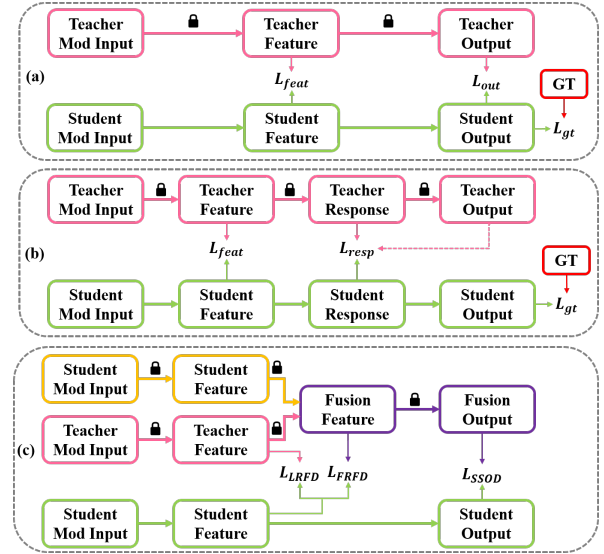 Teacher
Mod Input
Teacher
Feature
Teacher
Output
(a)
L_feat
L_out
GT
Student
Mod Input
Student
Feature
Student
Output
L_gt
Teacher
Mod Input
Teacher
Feature
Teacher
Response
Teacher
Output
(b)
L_feat
L_resp
GT
Student
Mod Input
Student
Feature
Student
Response
Student
Output
L_gt
Student
Mod Input
Student
Feature
Fusion
Feature
Fusion
Output
Teacher
Mod Input
Teacher
Feature
(c)
L_LRFD
L_FRFD
L_SSOD
Student
Mod Input
Student
Feature
Student
Output